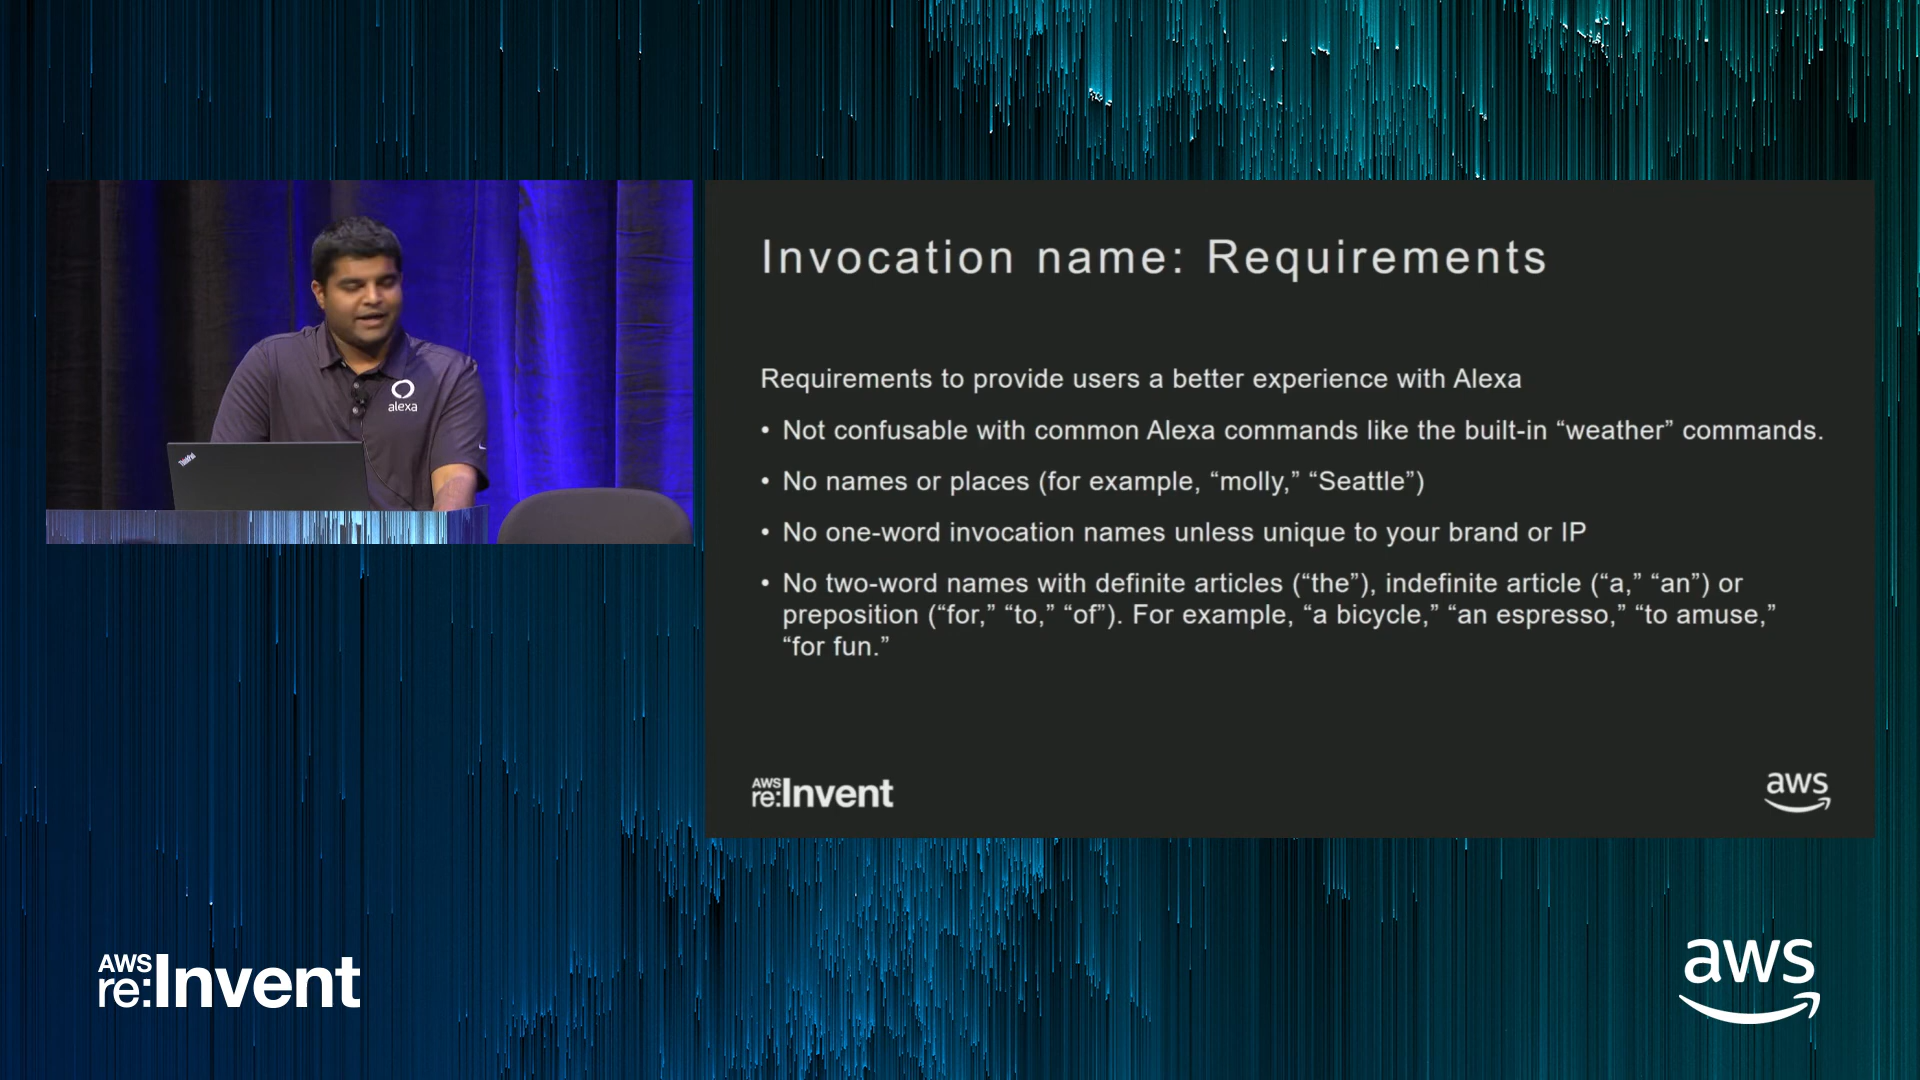 alexa
ThinkPad
Invocation name: Requirements
Requirements to provide users a better experience with Alexa
• Not confusable with common Alexa commands like the built-in “weather” commands.
• No names or places (for example, “molly,” “Seattle”)
• No one-word invocation names unless unique to your brand or IP
• No two-word names with definite articles (“the”), indefinite article (“a,” “an”) or
preposition (“for,” “to,” “of”). For example, “a bicycle,” “an espresso,” “to amuse,”
“for fun.”
AWS
re:Invent
aws
AWS
re:Invent
aws